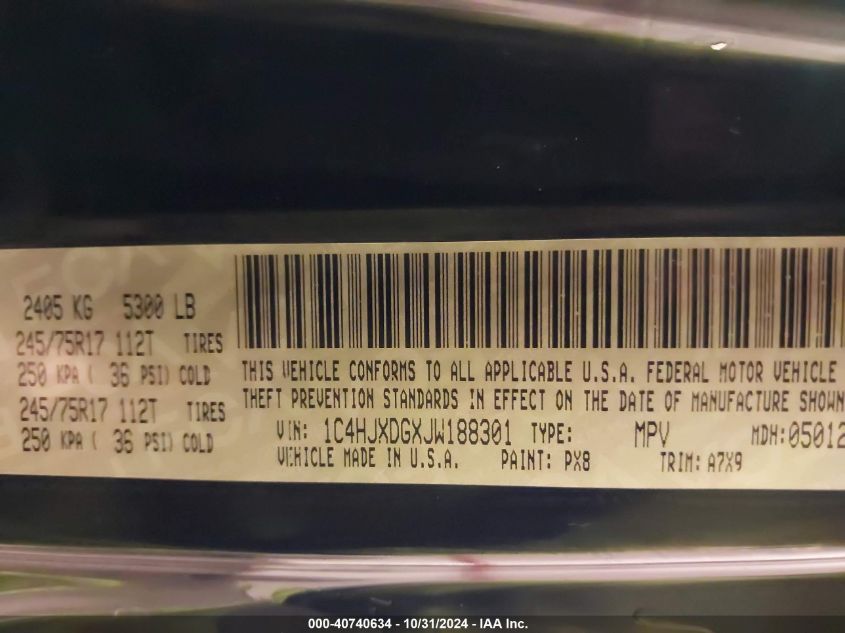 2405 KG 5300 LB
245/75R17 112T TIRES
250 KPA ( 36 PSI) COLD
245/75R17 112T TIRES
250 KPA ( 36 PSI) COLD
THIS VEHICLE CONFORMS TO ALL APPLICABLE U.S.A. FEDERAL MOTOR VEHICLE
THEFT PREVENTION STANDARDS IN EFFECT ON THE DATE OF MANUFACTURE SHOWN
VIN: 1C4HJXDGXJW188301 TYPE: MPV MDH: 05012
VEHICLE MADE IN U.S.A. PAINT: PX8 TRIM: A7X9
000-40740634 - 10/31/2024 - IAA Inc.